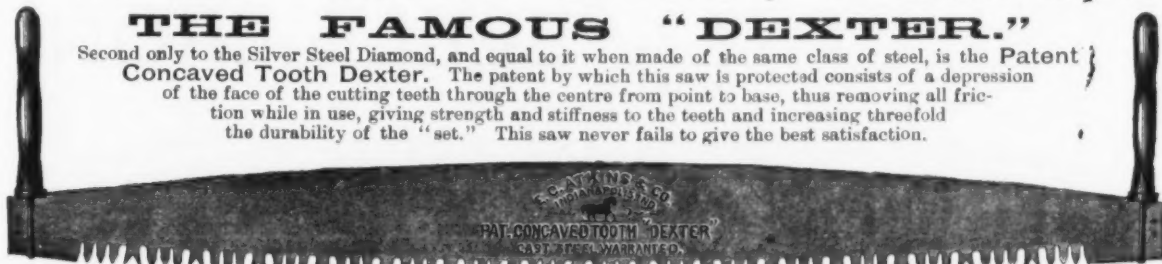 THE FAMOUS “DEXTER.”
Second only to the Silver Steel Diamond, and equal to it when made of the same class of steel, is the Patent
Concaved Tooth Dexter. The patent by which this saw is protected consists of a depression
of the face of the cutting teeth through the centre from point to base, thus removing all fric-
tion while in use, giving strength and stiffness to the teeth and increasing threefold
the durability of the “set.” This saw never fails to give the best satisfaction.
E. C. ATKINS & CO.
INDIANAPOLIS IND.
PAT. CONCAVED TOOTH “DEXTER”
CAST STEEL WARRANTED.